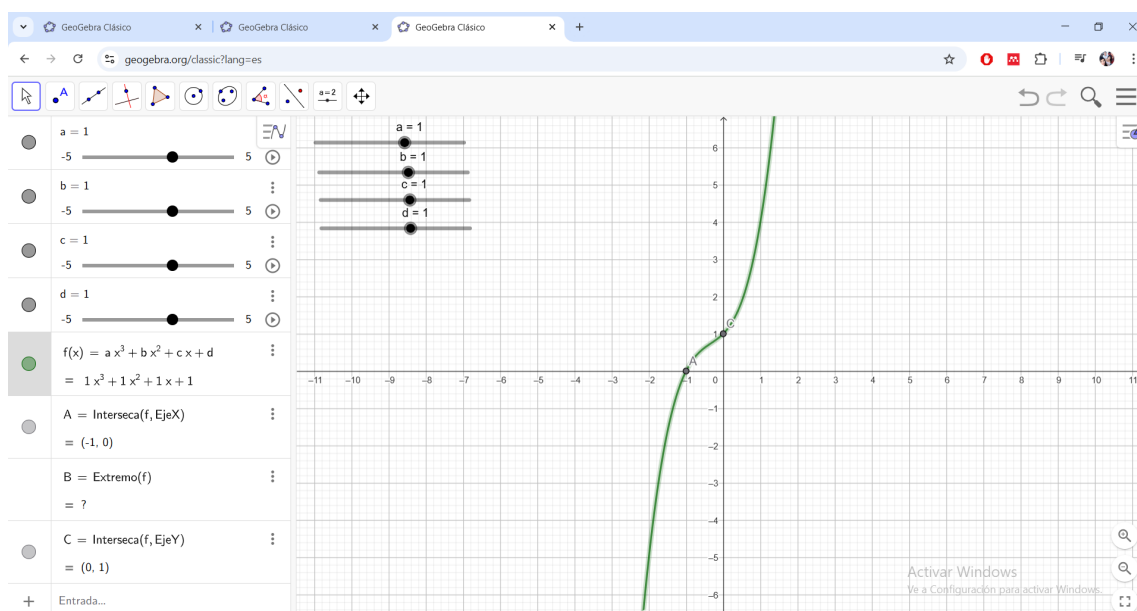 GeoGebra Clásico
GeoGebra Clásico
GeoGebra Clásico
geogebra.org/classic?lang=es
a=2
a = 1
-5 5
b = 1
-5 5
c = 1
-5 5
d = 1
-5 5
f(x) = a x³ + b x² + c x + d
= 1 x³ + 1 x² + 1 x + 1
A = Interseca(f, EjeX)
= (-1, 0)
B = Extremo(f)
= ?
C = Interseca(f, EjeY)
= (0, 1)
Entrada...
a = 1
b = 1
c = 1
d = 1
6
5
4
3
2
1
C
A
−11 −10 −9 −8 −7 −6 −5 −4 −3 −2 −1 0 1 2 3 4 5 6 7 8 9 10 11
−1
−2
−3
−4
−5
−6
Activar Windows
Ve a Configuración para activar Windows.